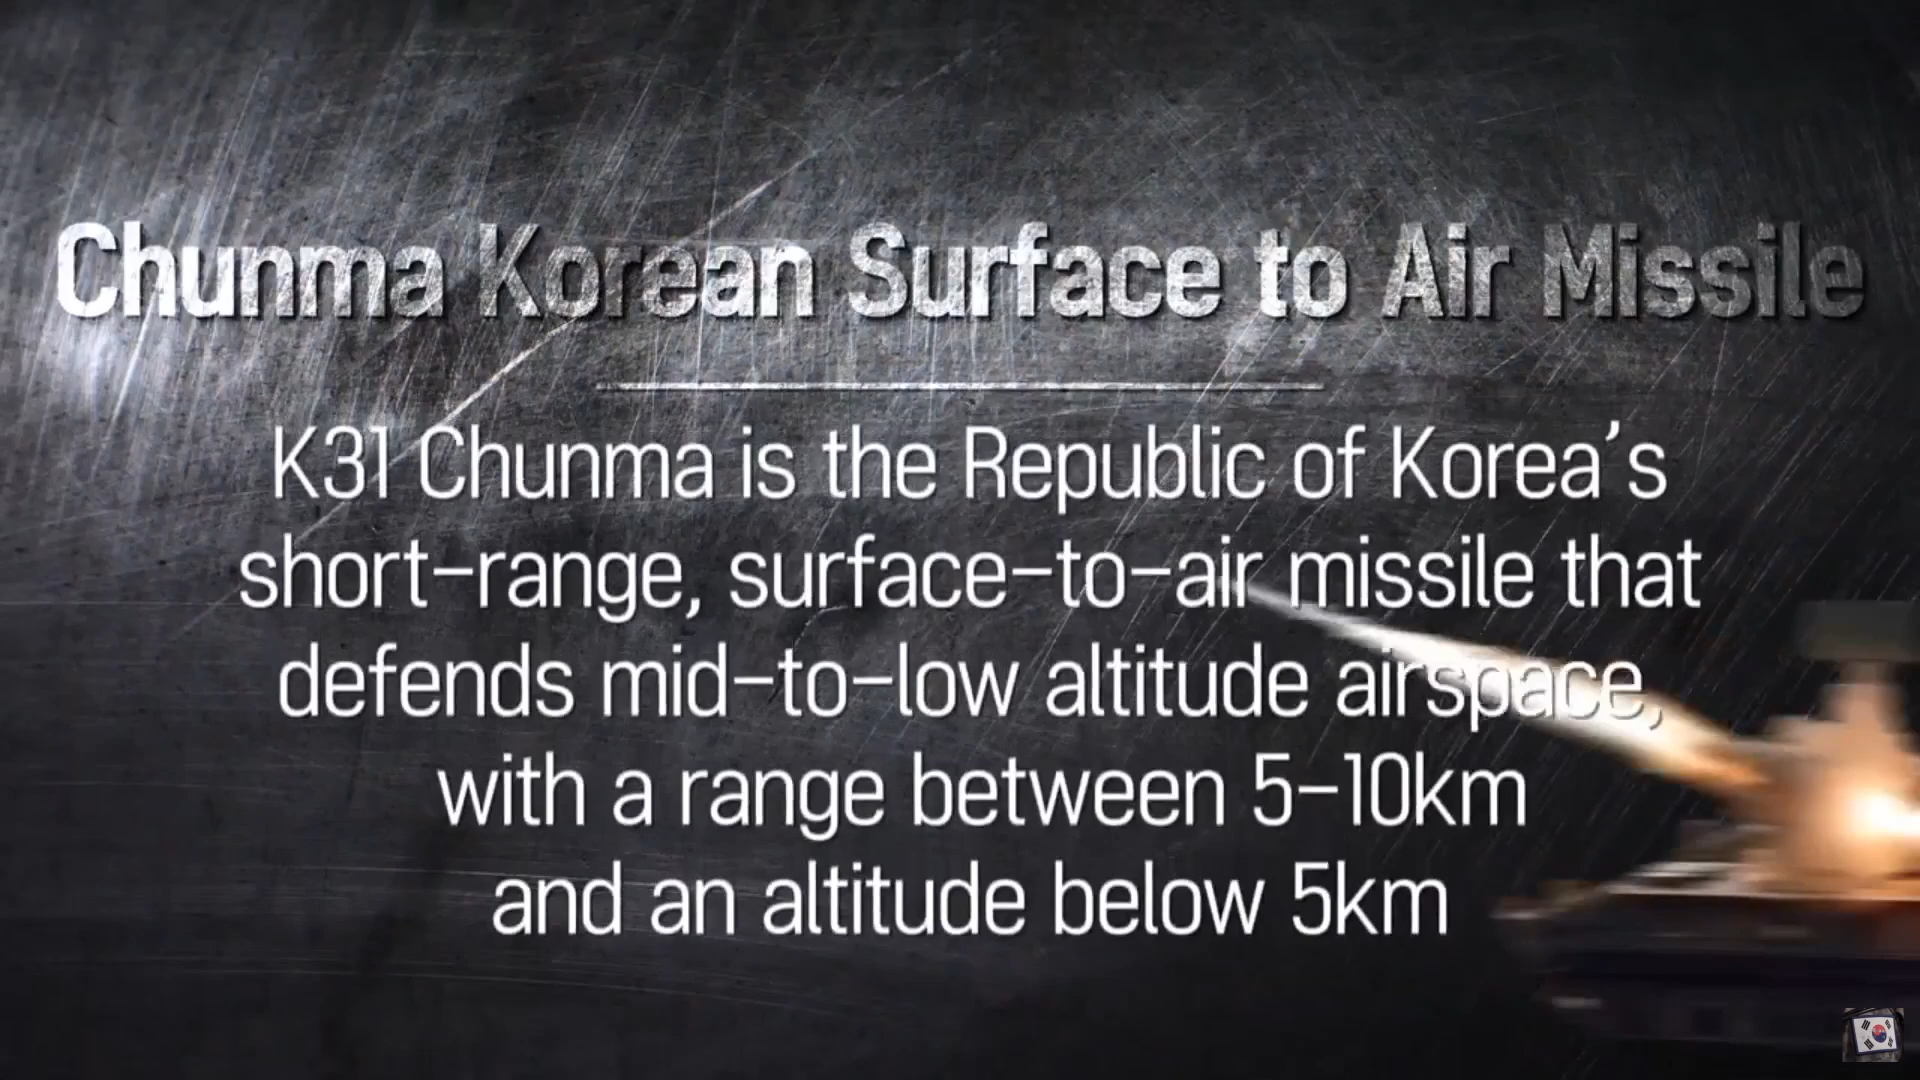 Chunma Korean Surface to Air Missile
K31 Chunma is the Republic of Korea's
short-range, surface-to-air missile that
defends mid-to-low altitude airspace,
with a range between 5-10km
and an altitude below 5km